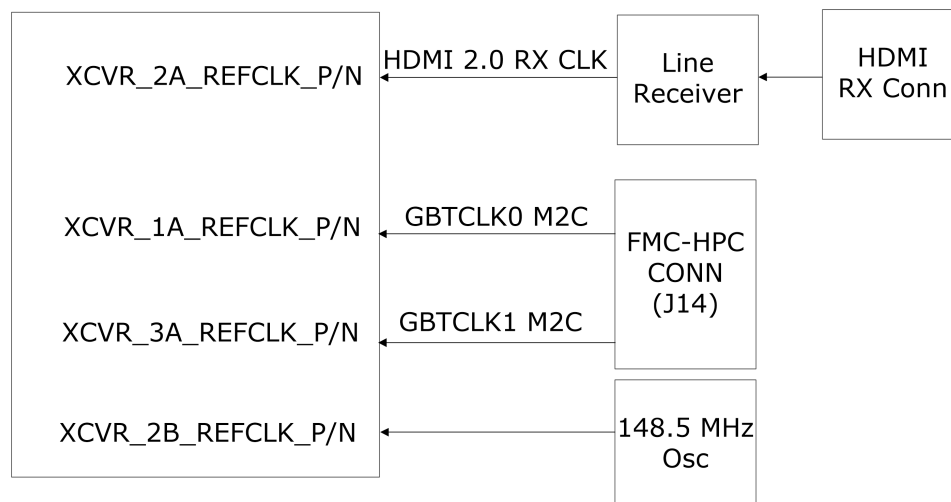 XCVR_2A_REFCLK_P/N
HDMI 2.0 RX CLK
Line
Receiver
HDMI
RX Conn
XCVR_1A_REFCLK_P/N
GBTCLK0 M2C
FMC-HPC
CONN
(J14)
XCVR_3A_REFCLK_P/N
GBTCLK1 M2C
XCVR_2B_REFCLK_P/N
148.5 MHz
Osc